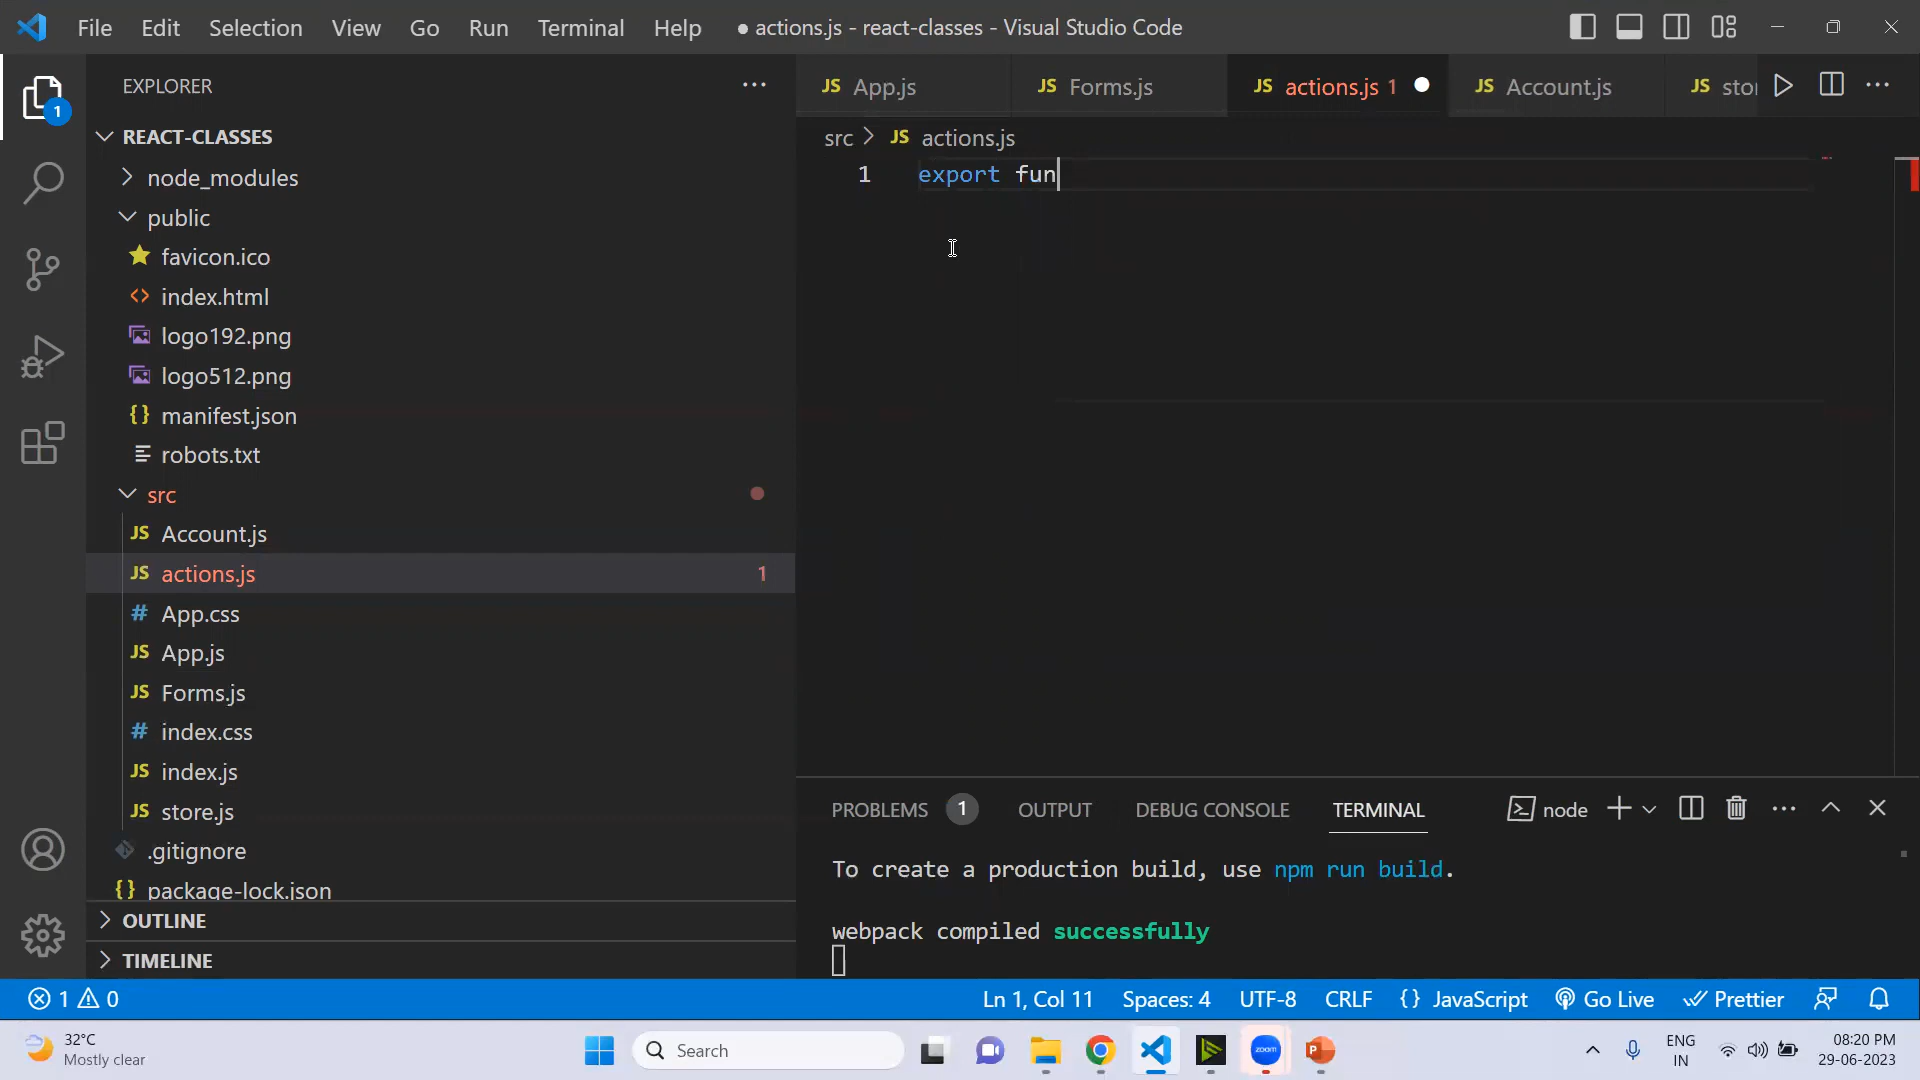 File Edit Selection View Go Run Terminal Help ● actions.js - react-classes - Visual Studio Code
EXPLORER ···
App.js Forms.js actions.js 1 Account.js
src > JS actions.js
1 export fun
1
REACT-CLASSES
node_modules
public
favicon.ico
index.html
logo192.png
logo512.png
manifest.json
robots.txt
src
JS Account.js
JS actions.js 1
# App.css
JS App.js
JS Forms.js
# index.css
JS index.js
JS store.js
.gitignore
{} package-lock.json
OUTLINE
TIMELINE
PROBLEMS 1 OUTPUT DEBUG CONSOLE TERMINAL node
To create a production build, use npm run build.
webpack compiled successfully
1 0 Ln 1, Col 11 Spaces: 4 UTF-8 CRLF {} JavaScript Go Live Prettier
32°C
Mostly clear
Search
zoom
ENG
IN
08:20 PM
29-06-2023